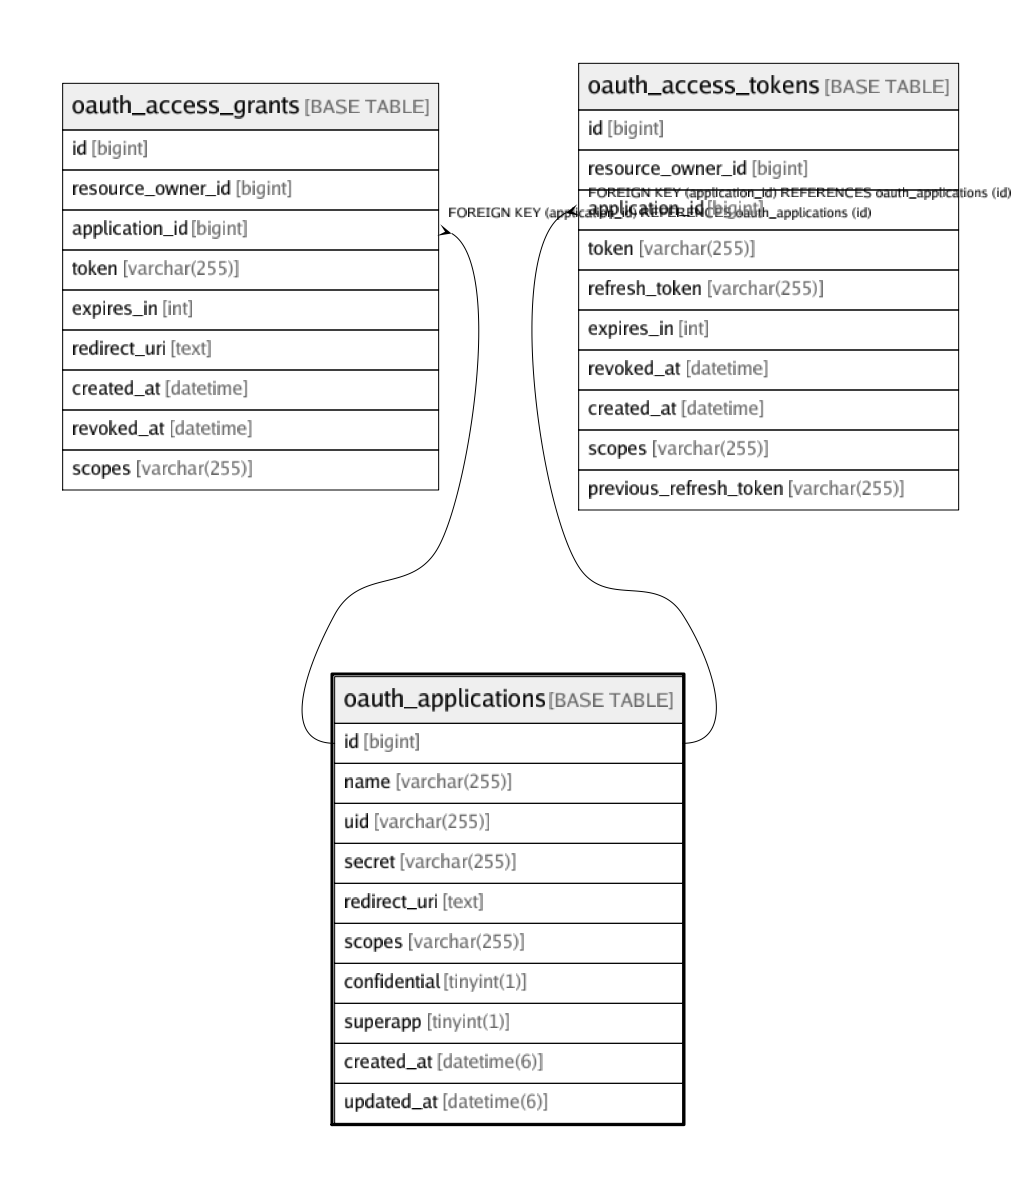 oauth_access_grants [BASE TABLE]
id [bigint]
resource_owner_id [bigint]
application_id [bigint]
token [varchar(255)]
expires_in [int]
redirect_uri [text]
created_at [datetime]
revoked_at [datetime]
scopes [varchar(255)]
oauth_access_tokens [BASE TABLE]
id [bigint]
resource_owner_id [bigint]
FOREIGN KEY (application_id) REFERENCES oauth_applications (id)
application_id [bigint]
FOREIGN KEY (application_id) REFERENCES oauth_applications (id)
token [varchar(255)]
refresh_token [varchar(255)]
expires_in [int]
revoked_at [datetime]
created_at [datetime]
scopes [varchar(255)]
previous_refresh_token [varchar(255)]
oauth_applications [BASE TABLE]
id [bigint]
name [varchar(255)]
uid [varchar(255)]
secret [varchar(255)]
redirect_uri [text]
scopes [varchar(255)]
confidential [tinyint(1)]
superapp [tinyint(1)]
created_at [datetime(6)]
updated_at [datetime(6)]